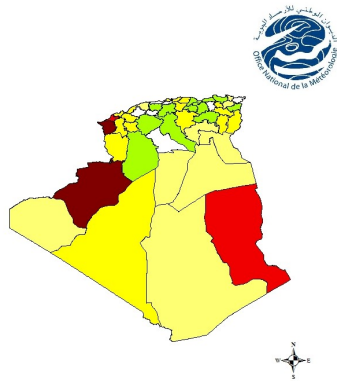 الديوان الوطني للأرصاد الجوية
Office National de la Météorologie
N
W E
S